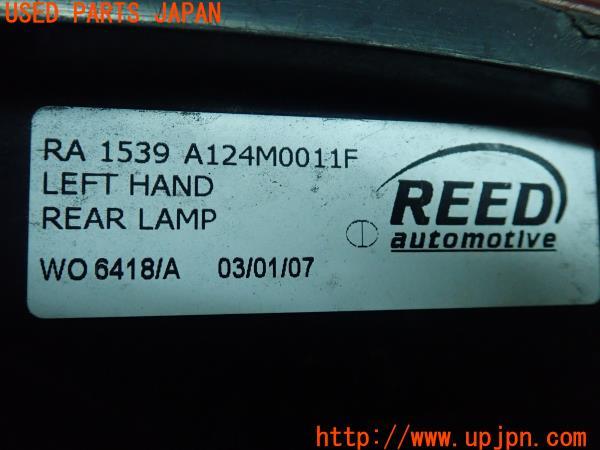 USED PARTS JAPAN
RA 1539 A124M0011F
LEFT HAND
REAR LAMP
WO 6418/A 03/01/07
REED
automotive
UPJ
http://www.upjpn.com